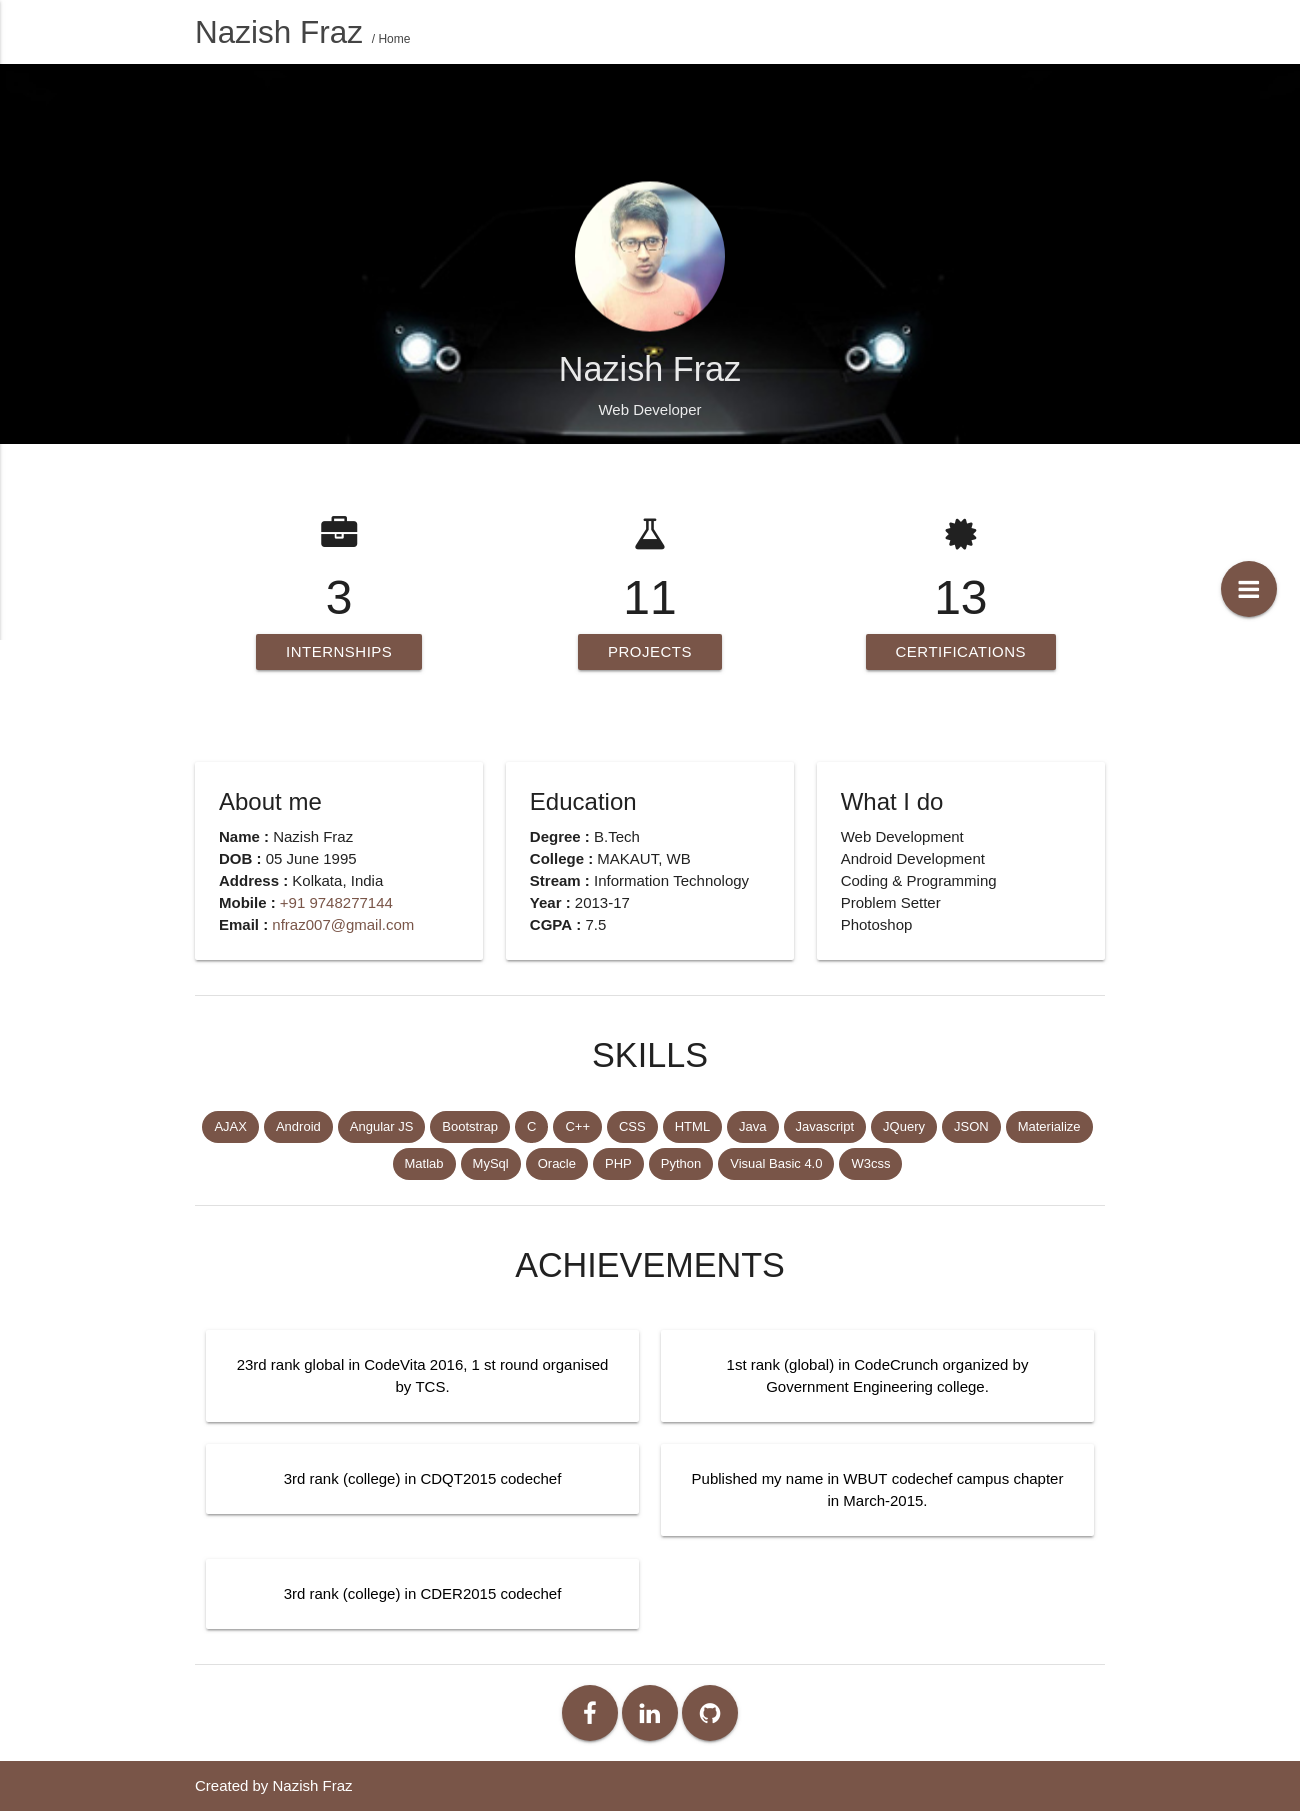 Nazish Fraz / Home
Nazish Fraz
Web Developer
3
INTERNSHIPS
11
PROJECTS
13
CERTIFICATIONS
About me
Name : Nazish Fraz
DOB : 05 June 1995
Address : Kolkata, India
Mobile : +91 9748277144
Email : nfraz007@gmail.com
Education
Degree : B.Tech
College : MAKAUT, WB
Stream : Information Technology
Year : 2013-17
CGPA : 7.5
What I do
Web Development
Android Development
Coding & Programming
Problem Setter
Photoshop
SKILLS
AJAX Android Angular JS Bootstrap C C++ CSS HTML Java Javascript JQuery JSON Materialize
Matlab MySql Oracle PHP Python Visual Basic 4.0 W3css
ACHIEVEMENTS
23rd rank global in CodeVita 2016, 1 st round organised
by TCS.
1st rank (global) in CodeCrunch organized by
Government Engineering college.
3rd rank (college) in CDQT2015 codechef
Published my name in WBUT codechef campus chapter
in March-2015.
3rd rank (college) in CDER2015 codechef
Created by Nazish Fraz